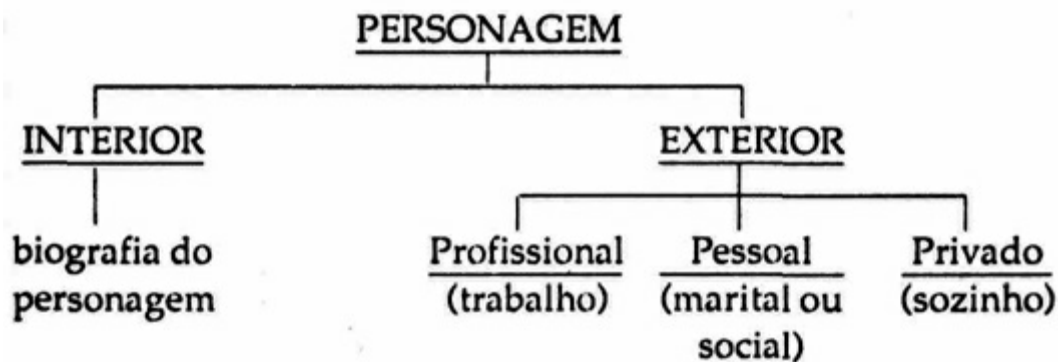 PERSONAGEM
INTERIOR
EXTERIOR
biografia do
personagem
Profissional
(trabalho)
Pessoal
(marital ou
social)
Privado
(sozinho)